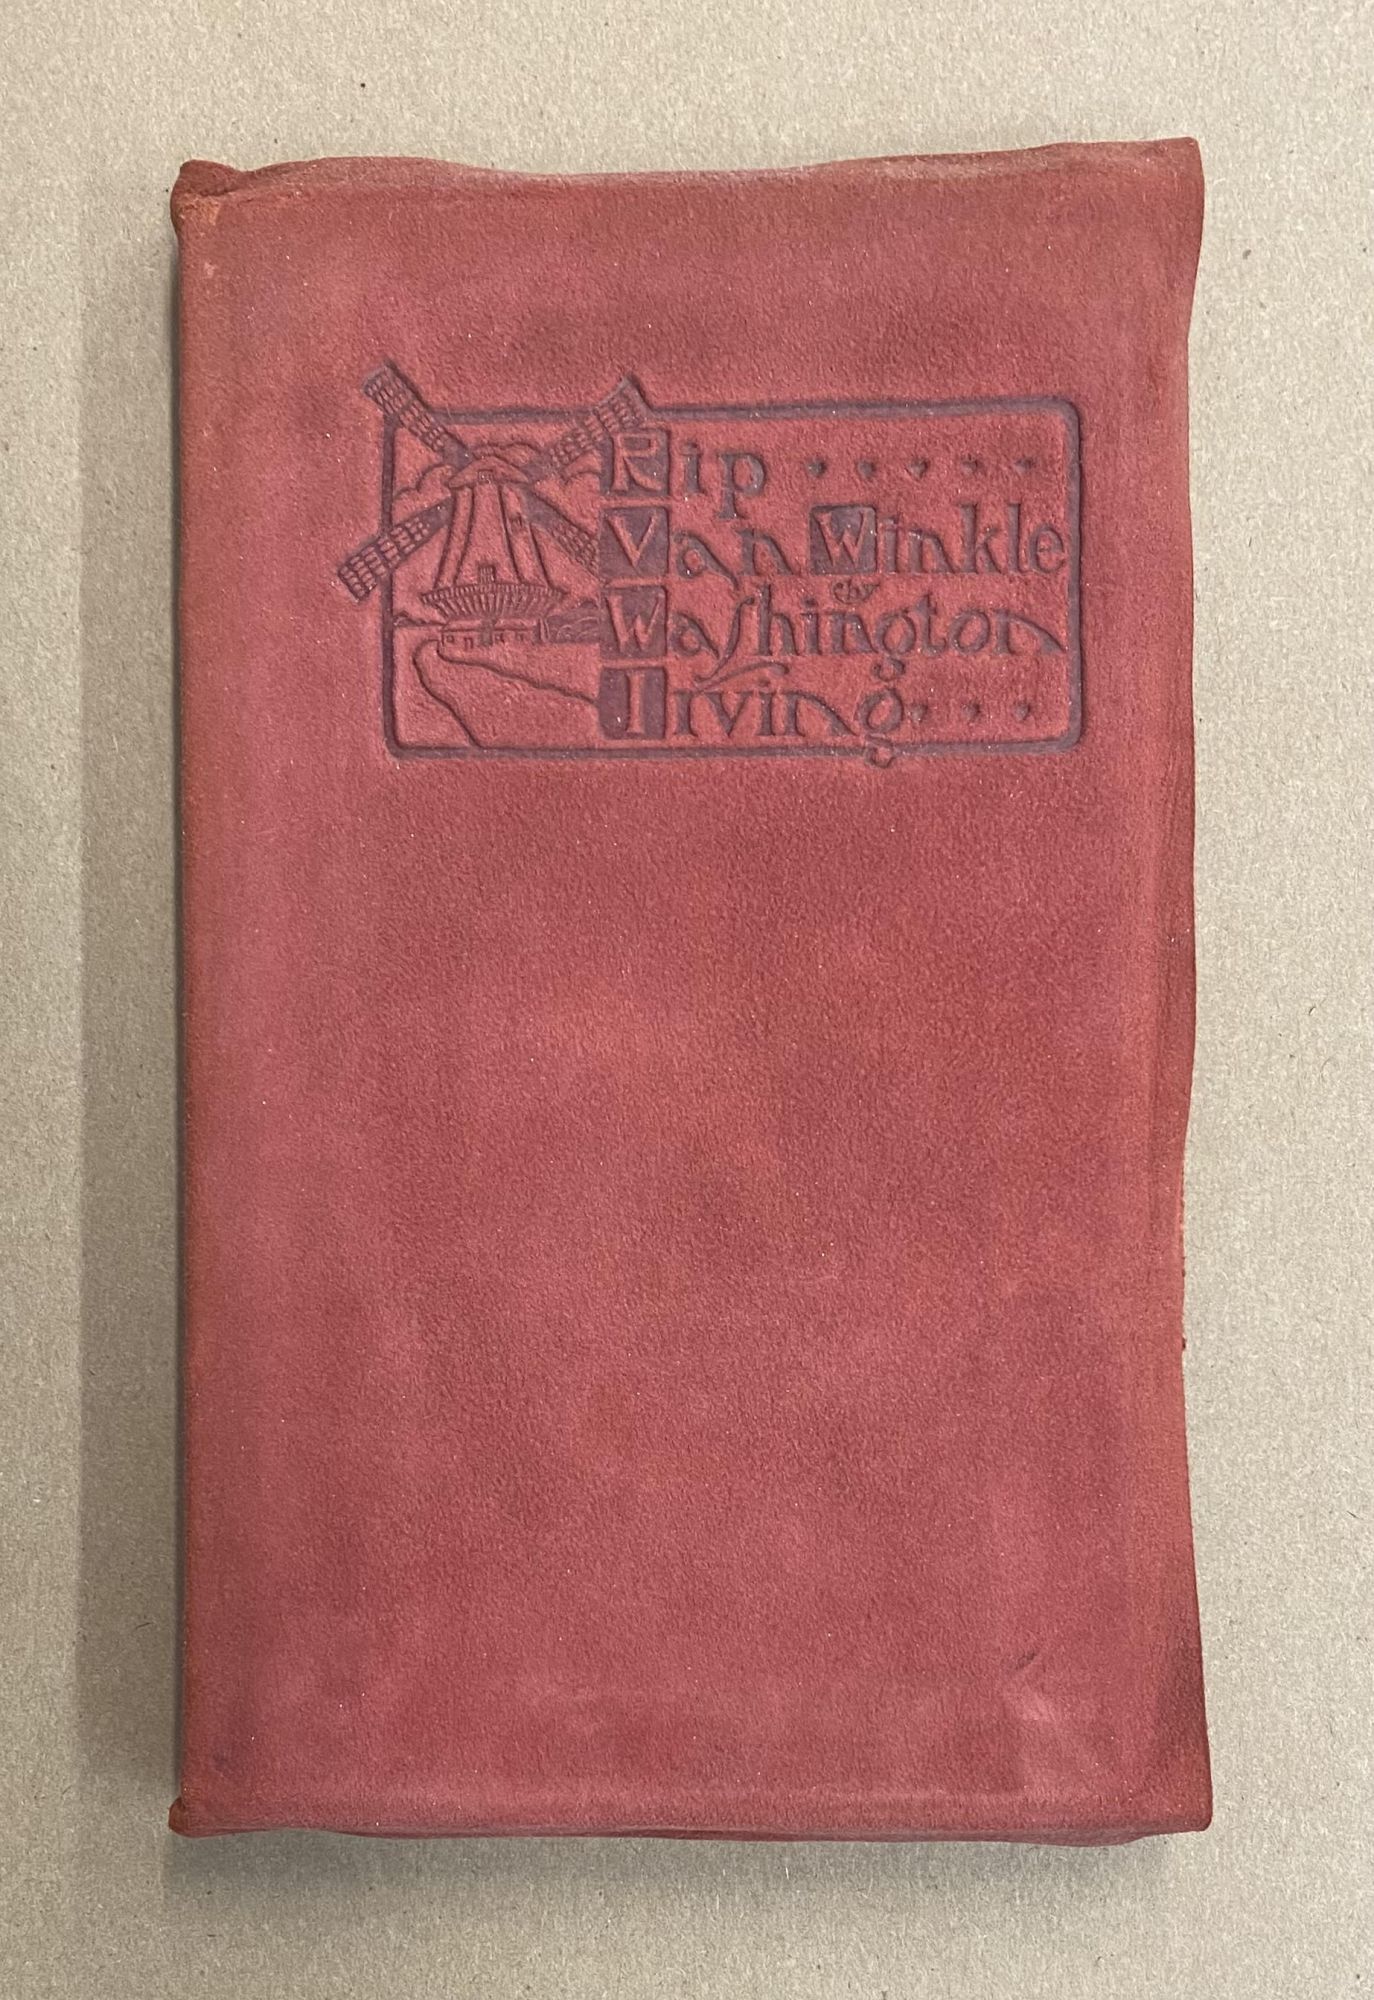 Rip
Van Winkle
by
Washington
Irving